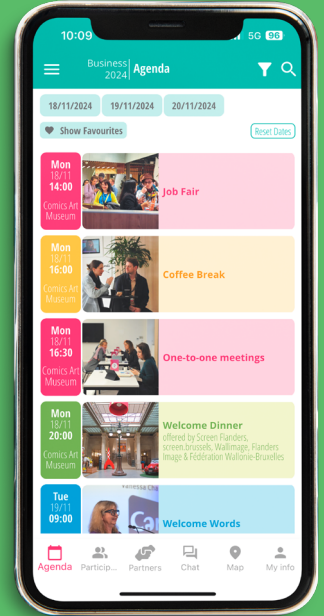 10:09
5G 96
Business
2024
Agenda
18/11/2024 19/11/2024 20/11/2024
Show Favourites
Reset Dates
Mon
18/11
14:00
Comics Art
Museum
Job Fair
Mon
18/11
16:00
Comics Art
Museum
Coffee Break
Mon
18/11
16:30
Comics Art
Museum
One-to-one meetings
Mon
18/11
20:00
Comics Art
Museum
Welcome Dinner
offered by Screen Flanders,
screen.brussels, Wallimage, Flanders
Image & Fédération Wallonie-Bruxelles
Tue
19/11
09:00
Welcome Words
Agenda Particip... Partners Chat Map My info